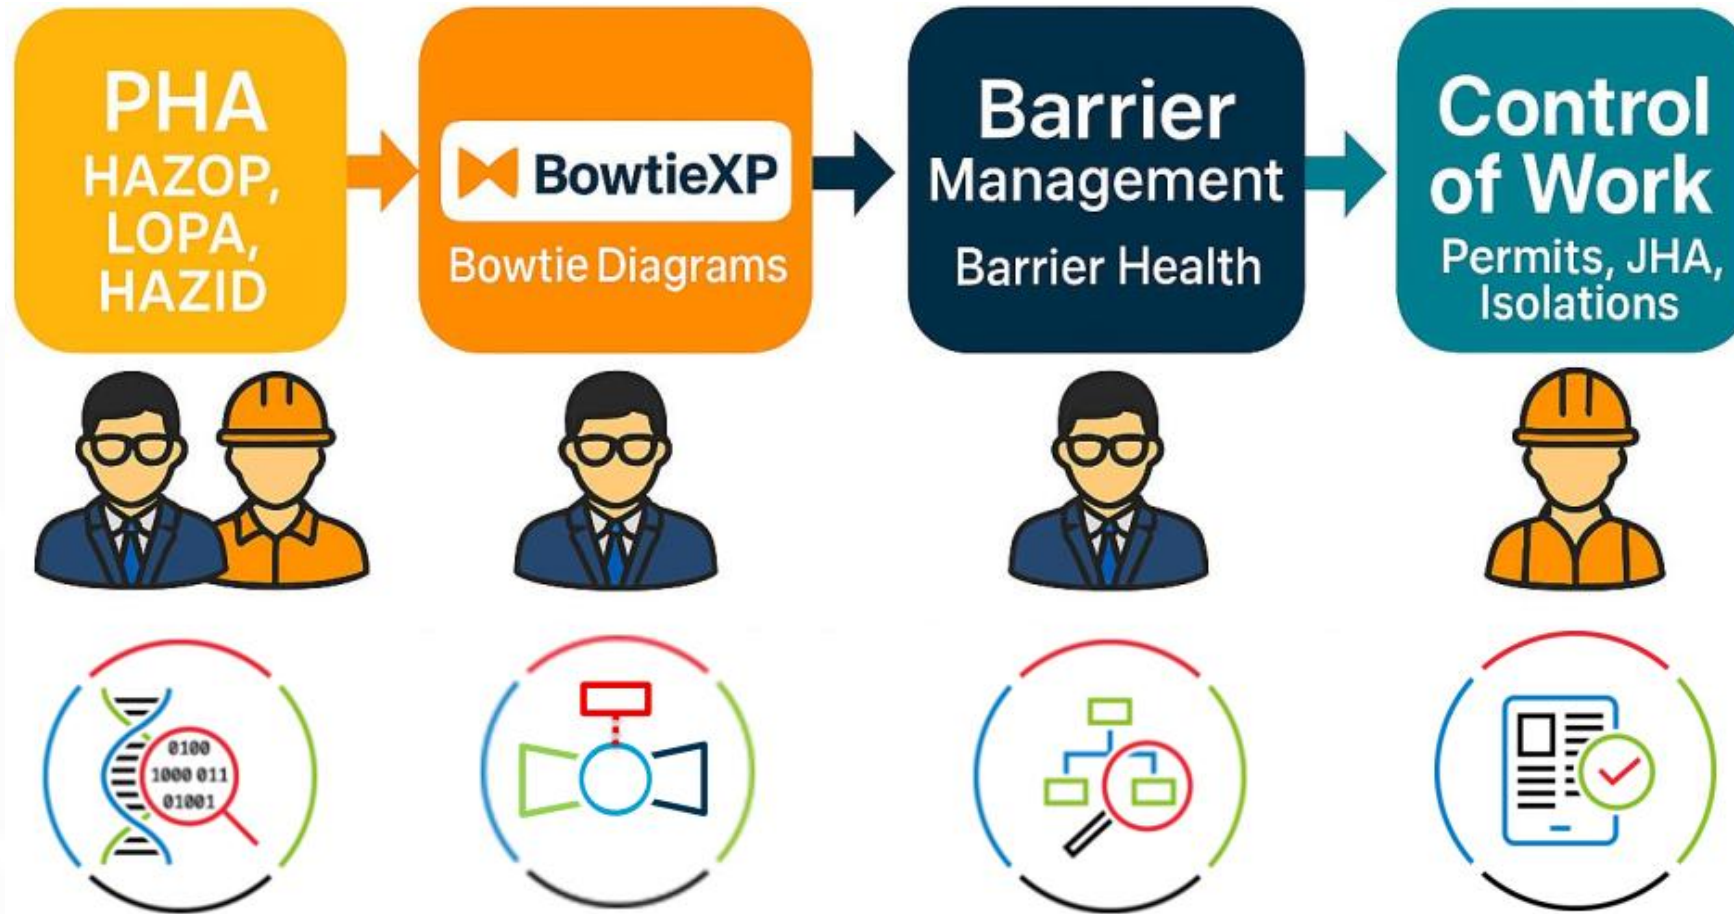 PHA
HAZOP,
LOPA,
HAZID
BowtieXP
Bowtie Diagrams
Barrier
Management
Barrier Health
Control
of Work
Permits, JHA,
Isolations
0100
1000 011
01001